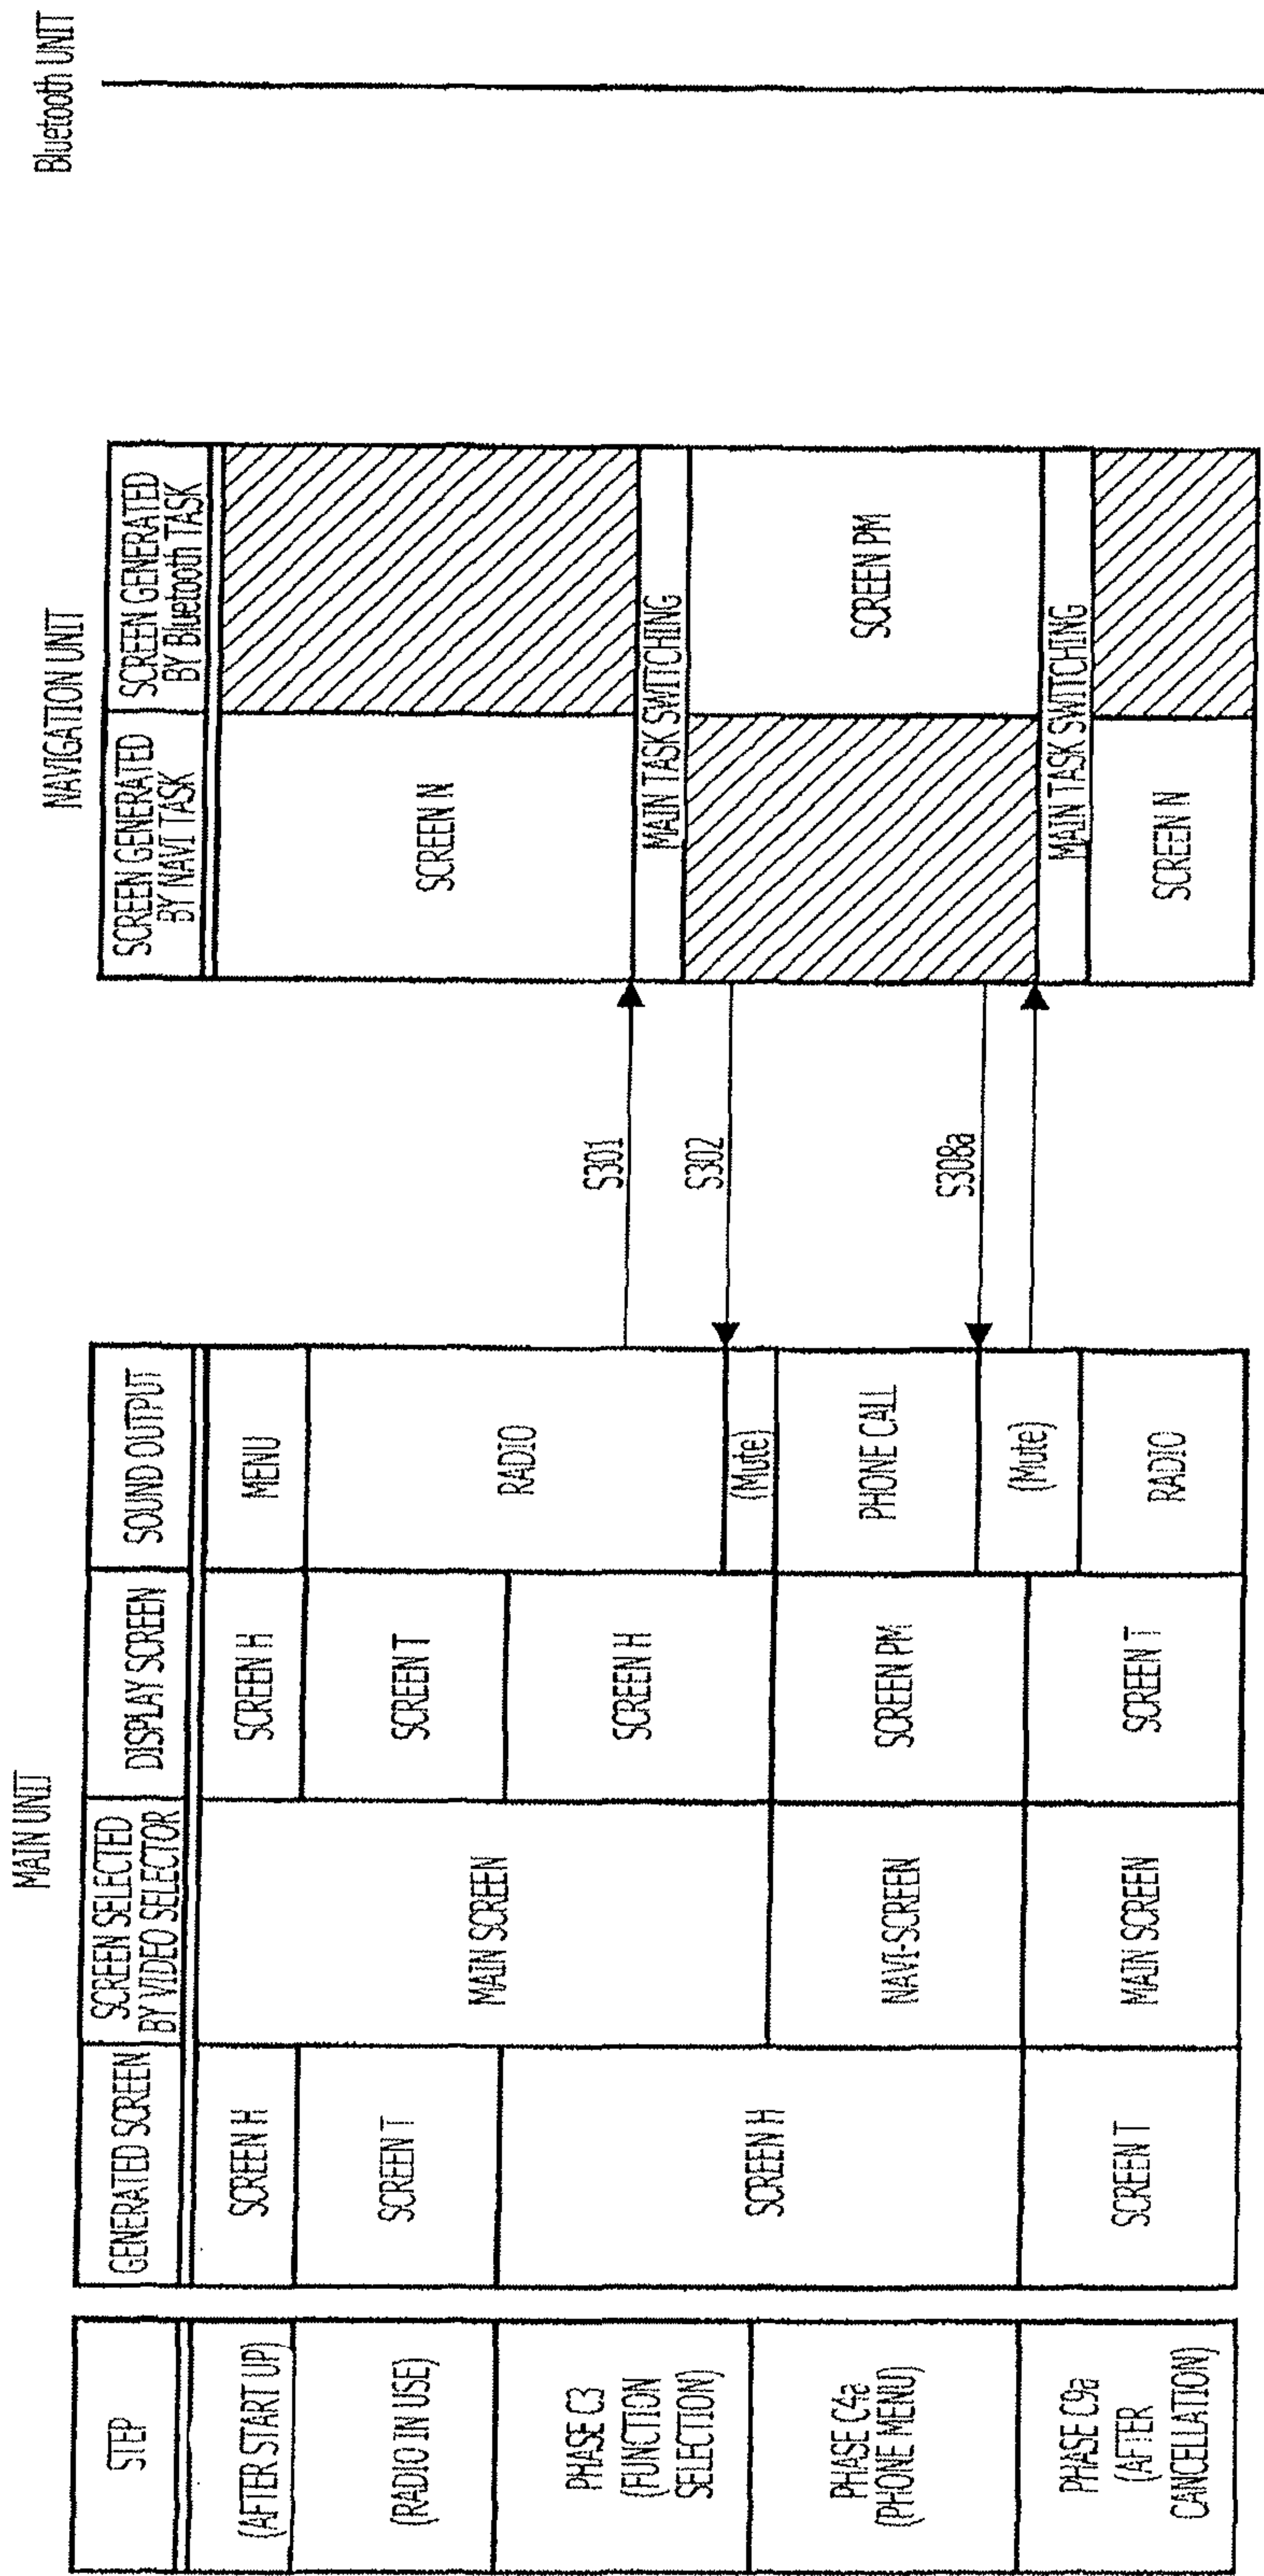 MAIN UNIT
NAVIGATION UNIT
Bluetooth UNIT
STEP
GENERATED SCREEN
SCREEN SELECTED
BY VIDEO SELECTOR
DISPLAY SCREEN
SOUND OUTPUT
SCREEN GENERATED
BY NAVI TASK
SCREEN GENERATED
BY Bluetooth TASK
(AFTER START UP)
SCREEN H
MAIN SCREEN
SCREEN H
MENU
SCREEN N
(RADIO IN USE)
SCREEN T
SCREEN T
RADIO
PHASE C3
(FUNCTION
SELECTION)
SCREEN H
SCREEN H
S301
MAIN TASK SWITCHING
S302
(Mute)
PHASE C4a
(PHONE MENU)
NAVI-SCREEN
SCREEN PM
PHONE CALL
SCREEN PM
S308a
(Mute)
MAIN TASK SWITCHING
PHASE C9a
(AFTER
CANCELLATION)
SCREEN T
MAIN SCREEN
SCREEN T
RADIO
SCREEN N